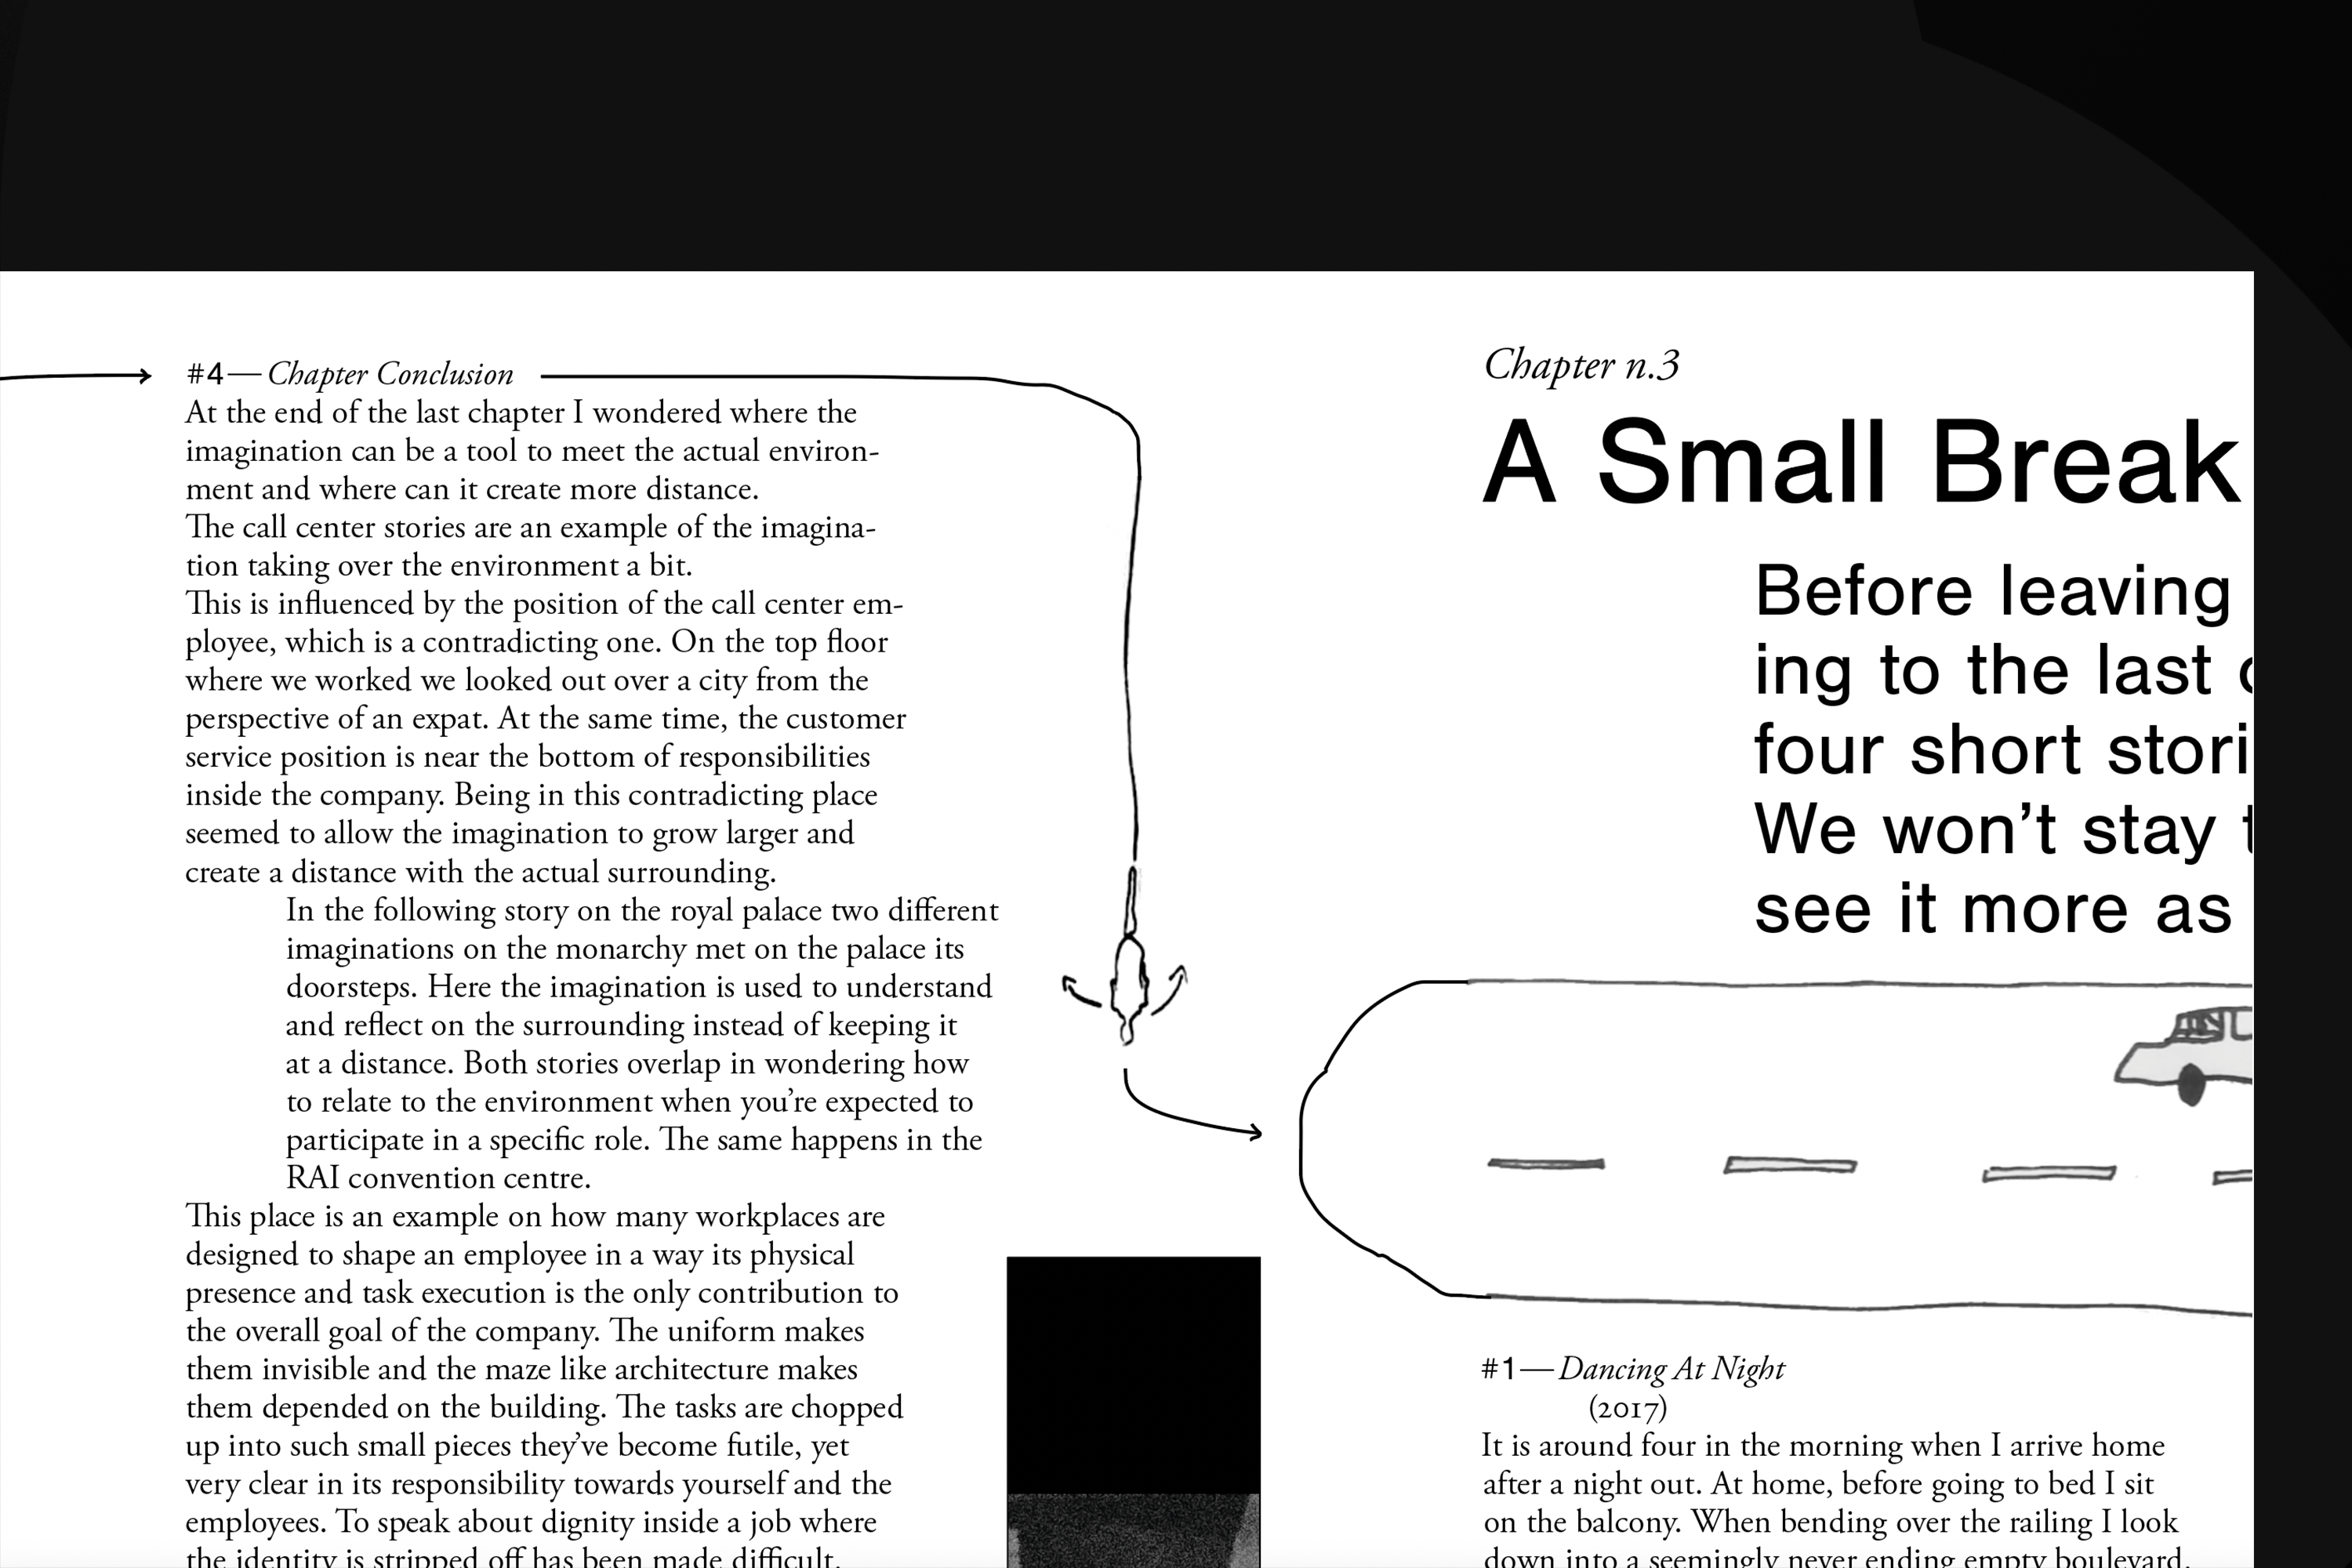 #4— Chapter Conclusion
At the end of the last chapter I wondered where the
imagination can be a tool to meet the actual environ-
ment and where can it create more distance.
The call center stories are an example of the imagina-
tion taking over the environment a bit.
This is influenced by the position of the call center em-
ployee, which is a contradicting one. On the top floor
where we worked we looked out over a city from the
perspective of an expat. At the same time, the customer
service position is near the bottom of responsibilities
inside the company. Being in this contradicting place
seemed to allow the imagination to grow larger and
create a distance with the actual surrounding.
In the following story on the royal palace two different
imaginations on the monarchy met on the palace its
doorsteps. Here the imagination is used to understand
and reflect on the surrounding instead of keeping it
at a distance. Both stories overlap in wondering how
to relate to the environment when you're expected to
participate in a specific role. The same happens in the
RAI convention centre.
This place is an example on how many workplaces are
designed to shape an employee in a way its physical
presence and task execution is the only contribution to
the overall goal of the company. The uniform makes
them invisible and the maze like architecture makes
them depended on the building. The tasks are chopped
up into such small pieces they've become futile, yet
very clear in its responsibility towards yourself and the
employees. To speak about dignity inside a job where
the identity is stripped off has been made difficult.
Chapter n.3
A Small Break
Before leaving
ing to the last
four short stori
We won't stay
see it more as
#1— Dancing At Night
(2017)
It is around four in the morning when I arrive home
after a night out. At home, before going to bed I sit
on the balcony. When bending over the railing I look
down into a seemingly never ending empty boulevard.